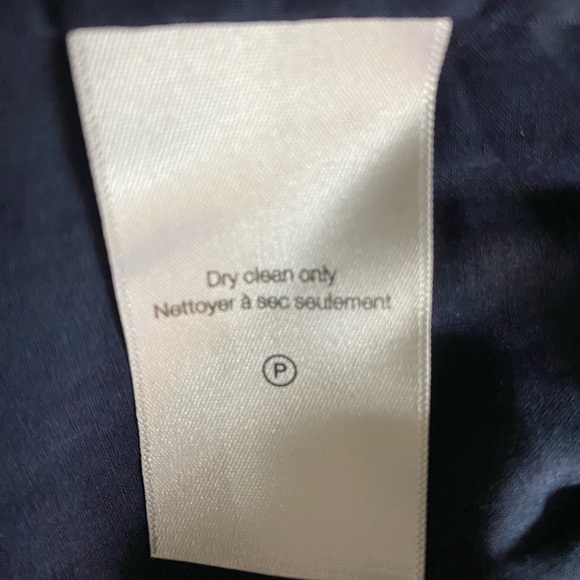 Dry clean only
Nettoyer à sec seulement
P